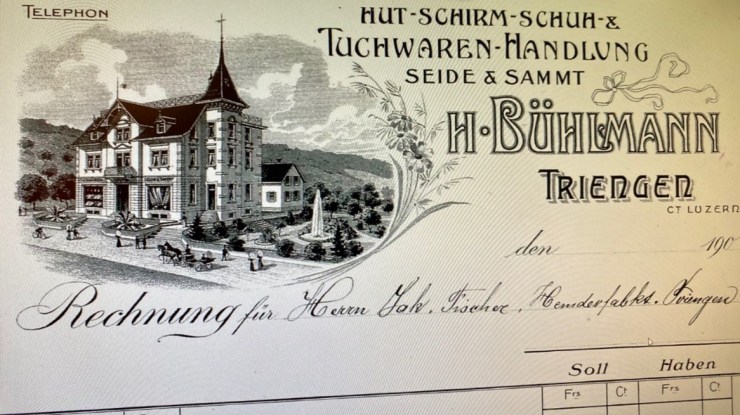 TELEPHON
HUT-SCHIRM-SCHUH-&
TUCHWAREN-HANDLUNG
SEIDE & SAMMT
H. BÜHLMANN
TRIENGEN
CT LUZERN
den 190
Rechnung für Herrn Jak. Fischer, Hemderfabkt. Triengen
Soll Haben
Frs Ct Frs Ct